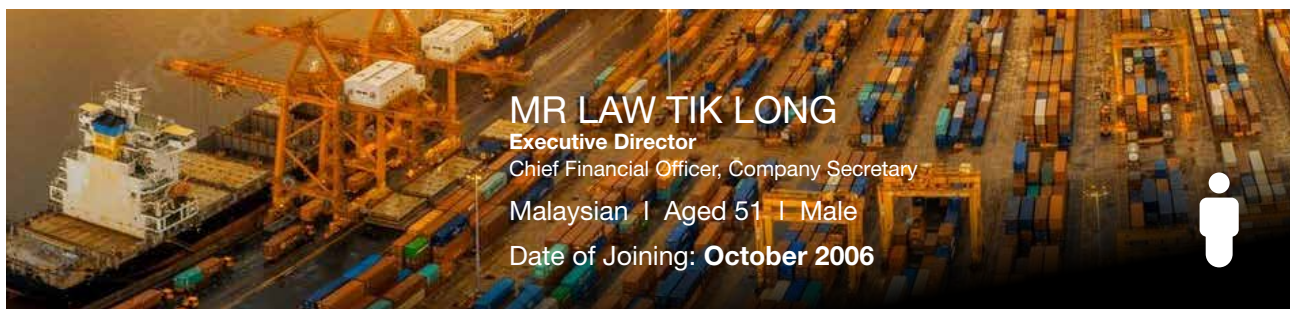 MR LAW TIK LONG
Executive Director
Chief Financial Officer, Company Secretary
Malaysian I Aged 51 I Male
Date of Joining: October 2006